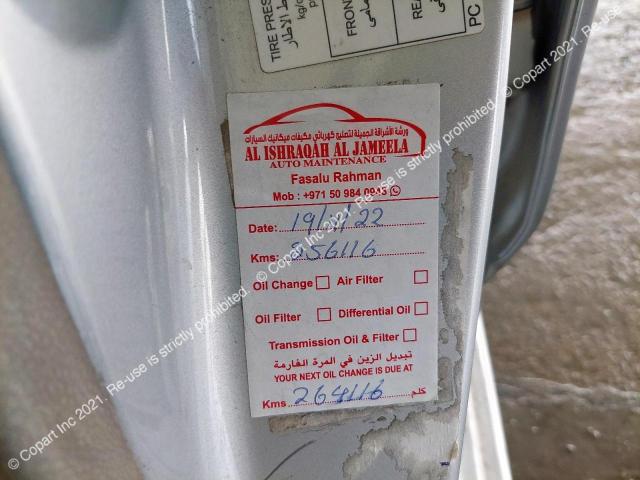 TIRE PRES
kg/c
FRON
REA
PC
ورشة الأشراقة الجميلة لتصليح كهربائي مكيفات ميكانيك السيارات
AL ISHRAQAH AL JAMEELA
AUTO MAINTENANCE
Fasalu Rahman
Mob : +971 50 984
Date: 22
Kms: 256116
Oil Change Air Filter
Oil Filter Differential Oil
Transmission Oil & Filter
تبديل الزيت في المرة القادمة
YOUR NEXT OIL CHANGE IS DUE AT
Kms 264116 كلم
© Copart Inc 2021. Re-use is strictly prohibited.